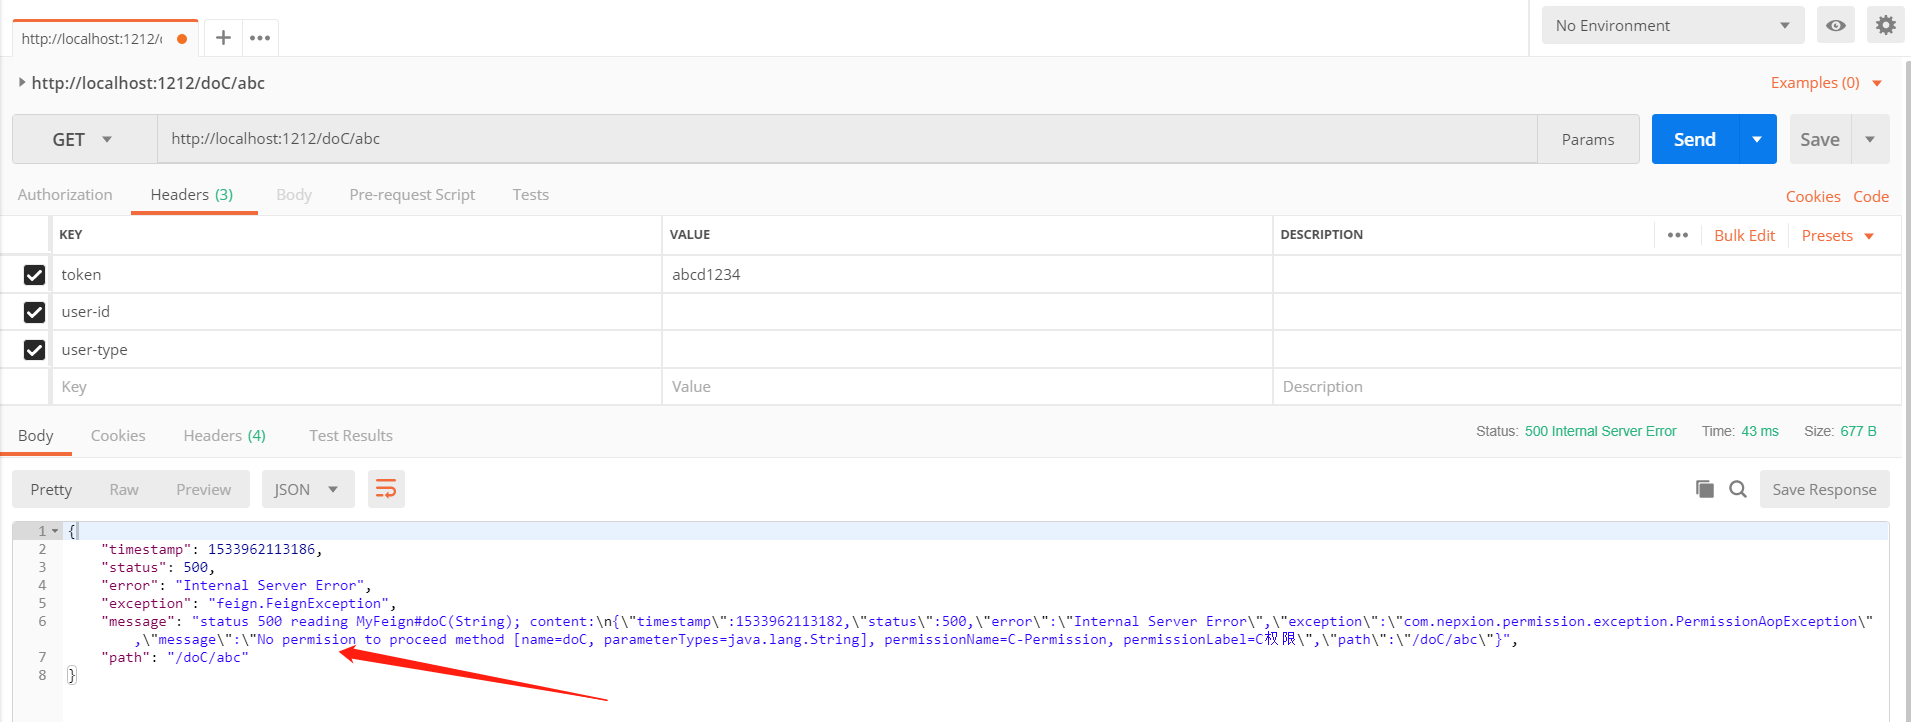 http://localhost:1212/
No Environment
http://localhost:1212/doC/abc
Examples (0)
GET http://localhost:1212/doC/abc Params Send Save
Authorization Headers (3) Body Pre-request Script Tests Cookies Code
KEY VALUE DESCRIPTION Bulk Edit Presets
token abcd1234
user-id
user-type
Key Value Description
Body Cookies Headers (4) Test Results Status: 500 Internal Server Error Time: 43 ms Size: 677 B
Pretty Raw Preview JSON Save Response
1 {
2 "timestamp": 1533962113186,
3 "status": 500,
4 "error": "Internal Server Error",
5 "exception": "feign.FeignException",
6 "message": "status 500 reading MyFeign#doC(String); content:\n{\"timestamp\":1533962113182,\"status\":500,\"error\":\"Internal Server Error\",\"exception\":\"com.nepxion.permission.exception.PermissionAopException\"
,\"message\":\"No permision to proceed method [name=doC, parameterTypes=java.lang.String], permissionName=C-Permission, permissionLabel=C权限\",\"path\":\"/doC/abc\"}",
7 "path": "/doC/abc"
8 }